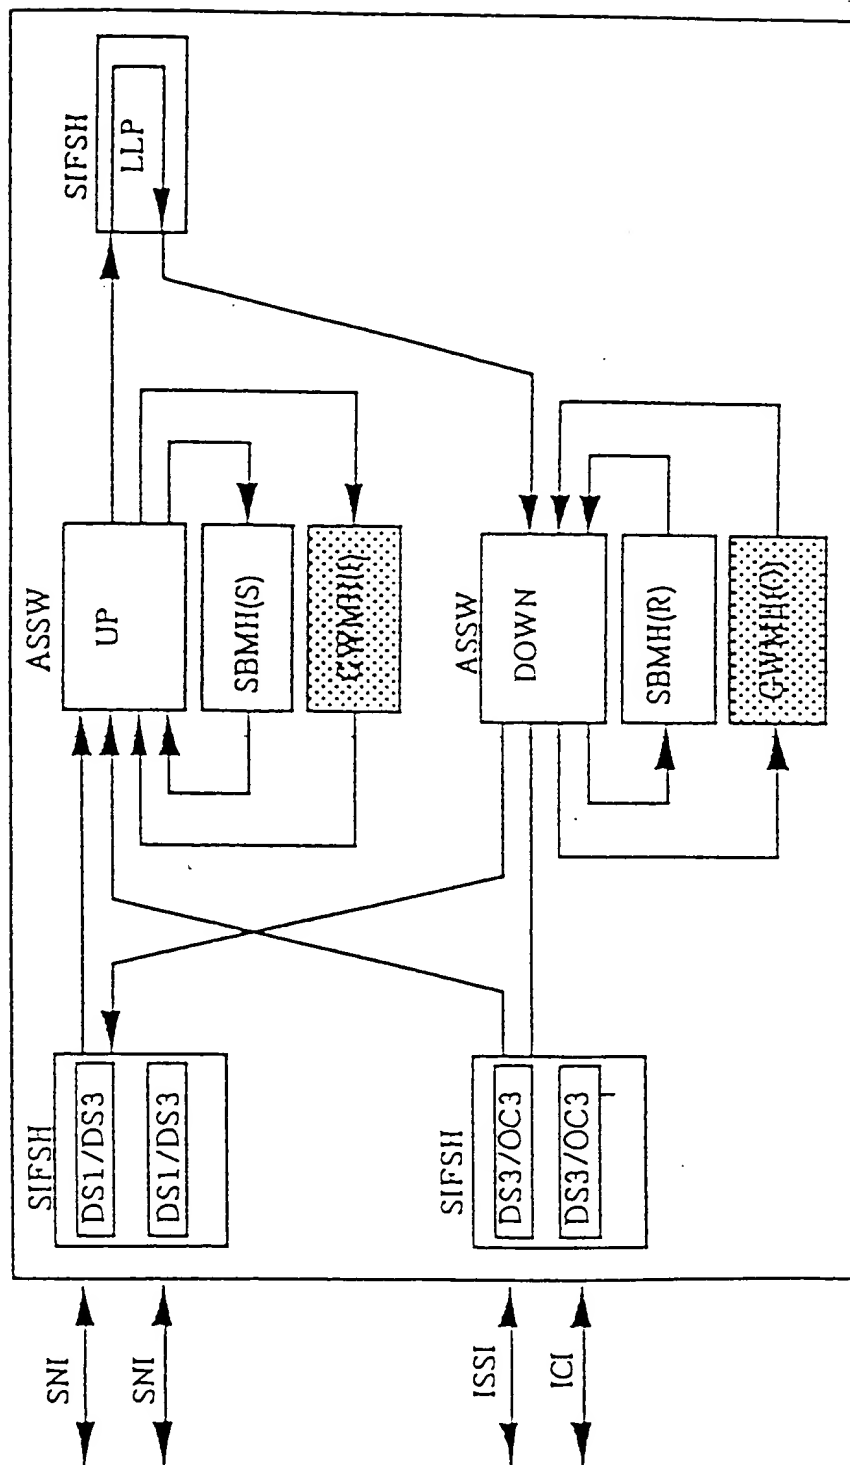 SNI
SNI
ISSI
ICI
SIFSH
DS1/DS3
DS1/DS3
SIFSH
DS3/OC3
DS3/OC3
ASSW
UP
SBMH(S)
GWMH(I)
ASSW
DOWN
SBMH(R)
GWMH(O)
SIFSH
LLP